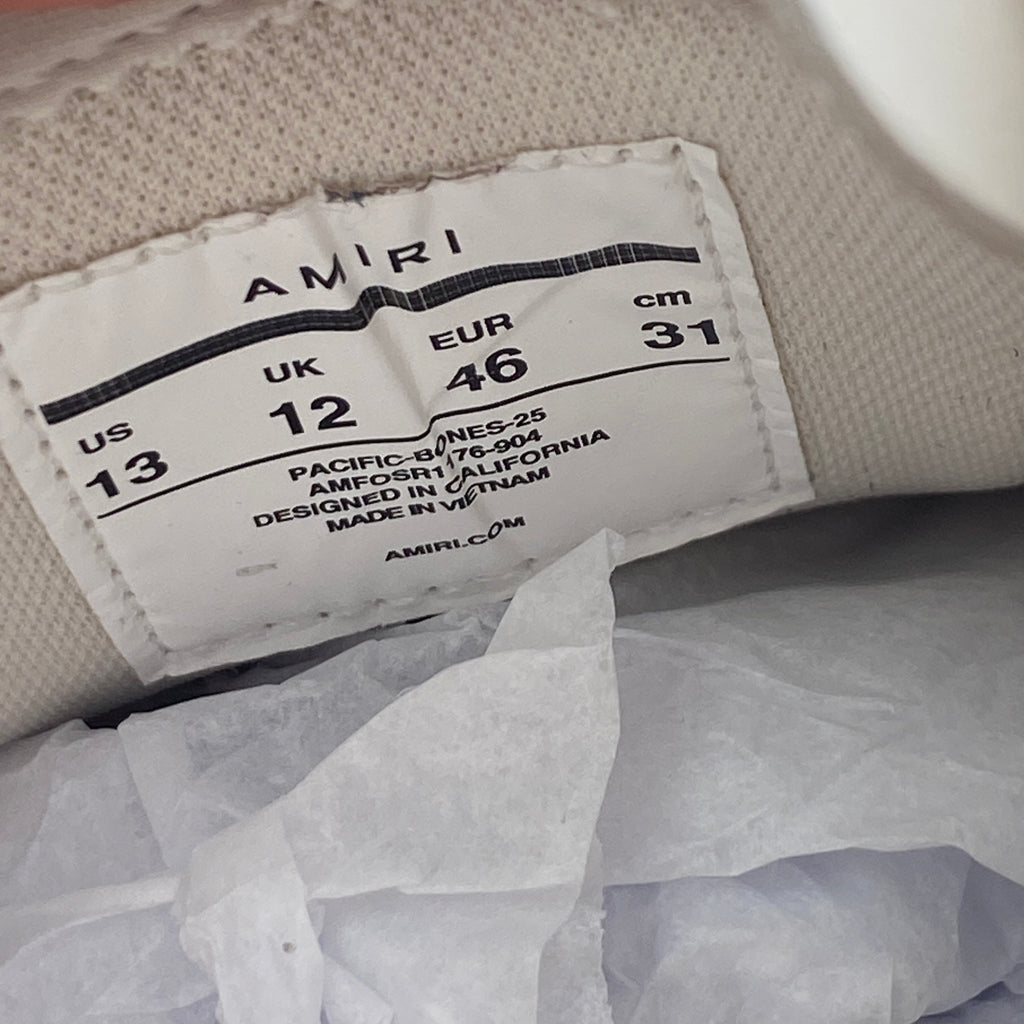 AMIRI
US UK EUR cm
13 12 46 31
PACIFIC-BONES-25
AMFOSR1176-904
DESIGNED IN CALIFORNIA
MADE IN VIETNAM
AMIRI.COM